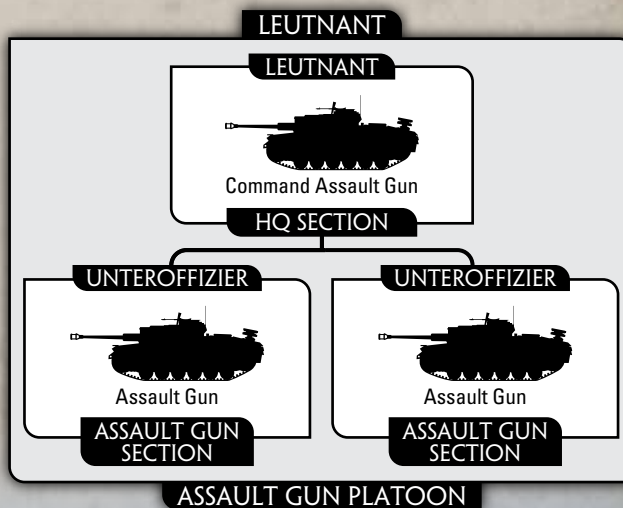 LEUTNANT
LEUTNANT
Command Assault Gun
HQ SECTION
UNTEROFFIZIER UNTEROFFIZIER
Assault Gun Assault Gun
ASSAULT GUN ASSAULT GUN
SECTION SECTION
ASSAULT GUN PLATOON